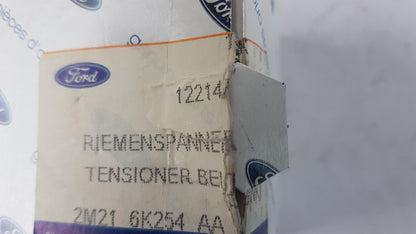 Ford
12214
RIEMENSPANNER
TENSIONER BEL
2M21 6K254 AA